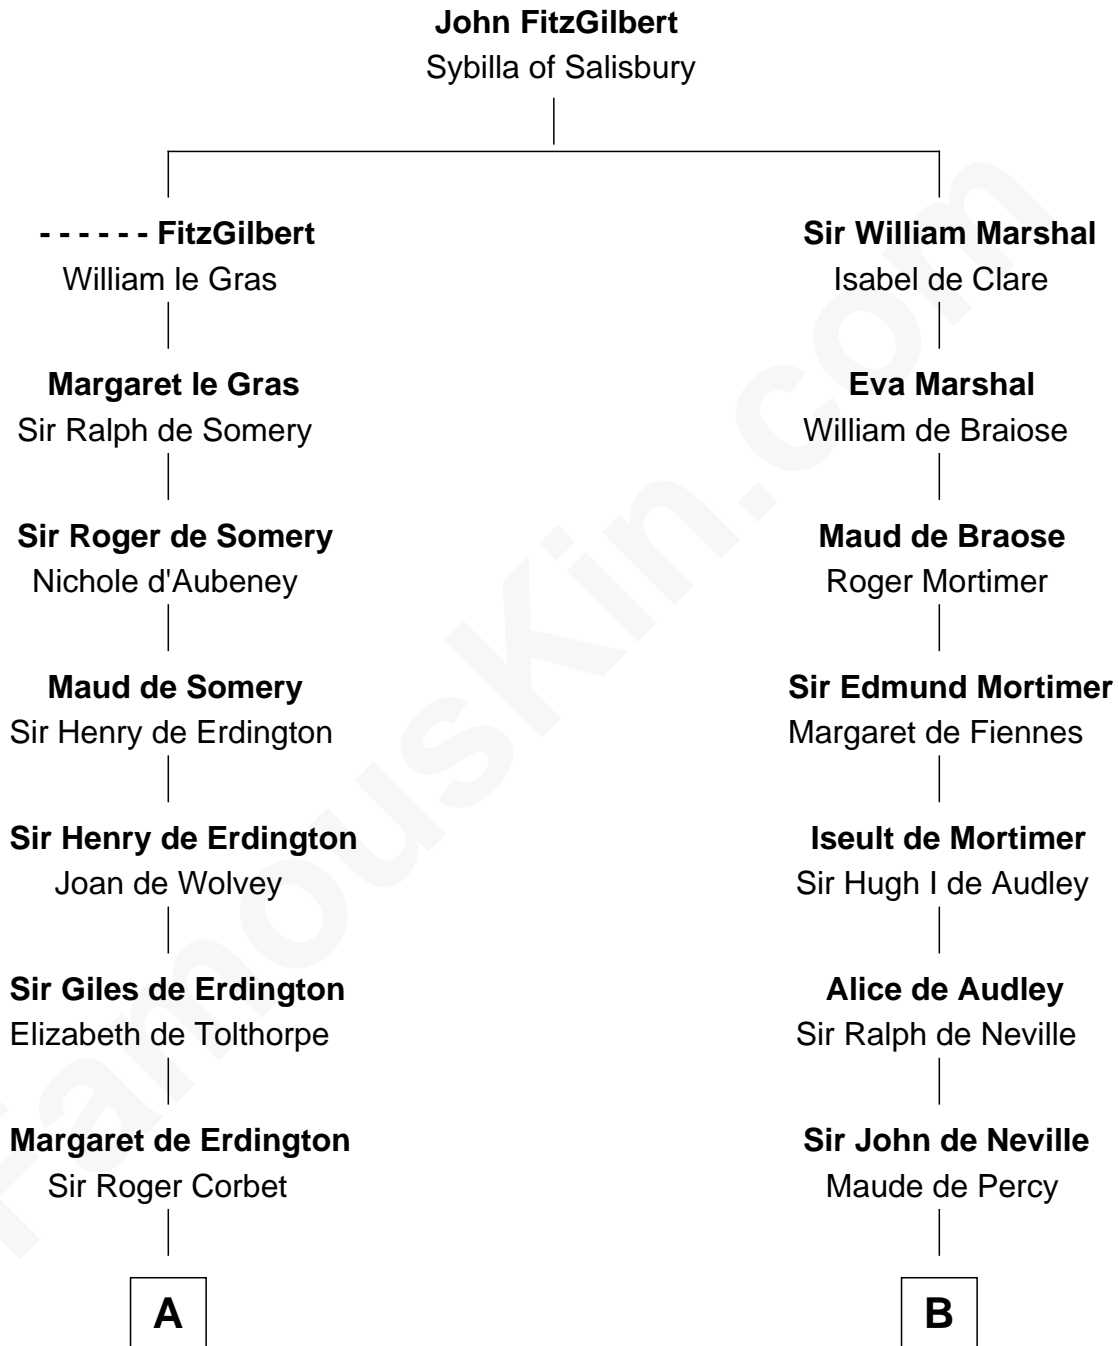 John FitzGilbert
Sybilla of Salisbury
- - - - - - FitzGilbert
William le Gras
Margaret le Gras
Sir Ralph de Somery
Sir Roger de Somery
Nichole d'Aubeney
Maud de Somery
Sir Henry de Erdington
Sir Henry de Erdington
Joan de Wolvey
Sir Giles de Erdington
Elizabeth de Tolthorpe
Margaret de Erdington
Sir Roger Corbet
A
Sir William Marshal
Isabel de Clare
Eva Marshal
William de Braiose
Maud de Braose
Roger Mortimer
Sir Edmund Mortimer
Margaret de Fiennes
Iseult de Mortimer
Sir Hugh I de Audley
Alice de Audley
Sir Ralph de Neville
Sir John de Neville
Maude de Percy
B
FamousKin.com